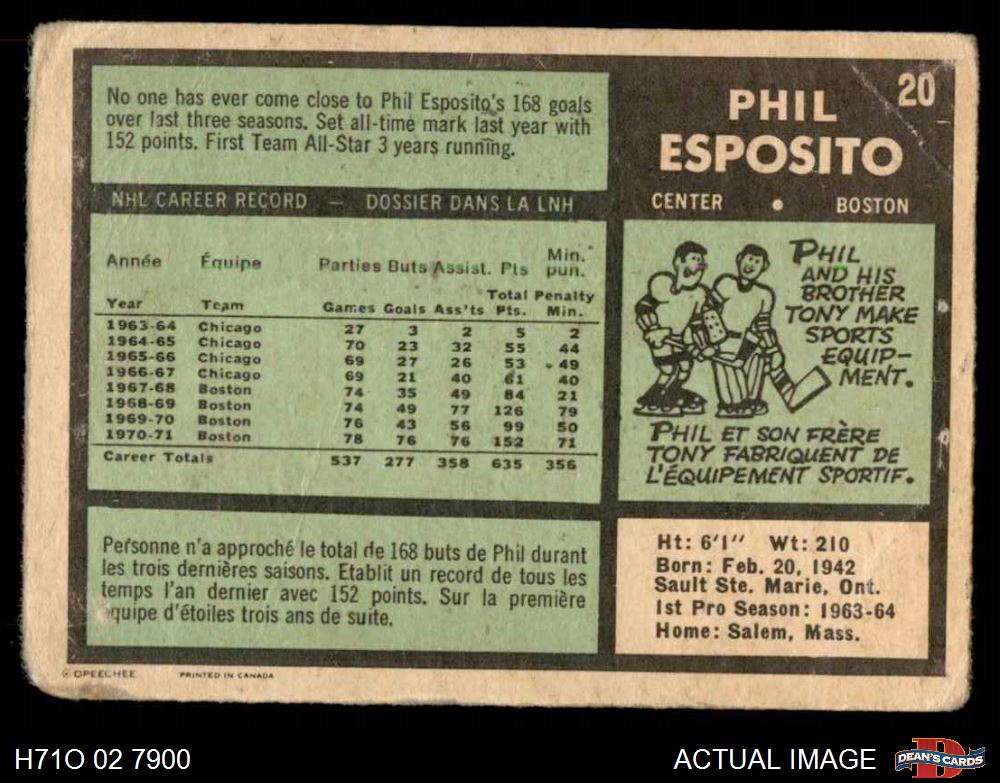 No one has ever come close to Phil Esposito's 168 goals
over last three seasons. Set all-time mark last year with
152 points. First Team All-Star 3 years running.
20
PHIL
ESPOSITO
CENTER • BOSTON
NHL CAREER RECORD — DOSSIER DANS LA LNH
Année Équipe Parties Buts Assist. Pts Min. pun.
Year Team Games Goals Ass'ts Total Pts. Penalty Min.
1963-64 Chicago 27 3 2 5 2
1964-65 Chicago 70 23 32 55 44
1965-66 Chicago 69 27 26 53 49
1966-67 Chicago 69 21 40 61 40
1967-68 Boston 74 35 49 84 21
1968-69 Boston 74 49 77 126 79
1969-70 Boston 76 43 56 99 50
1970-71 Boston 78 76 76 152 71
Career Totals 537 277 358 635 356
PHIL
AND HIS
BROTHER
TONY MAKE
SPORTS
EQUIP-
MENT.
PHIL ET SON FRÈRE
TONY FABRIQUENT DE
L'ÉQUIPEMENT SPORTIF.
Personne n'a approché le total de 168 buts de Phil durant
les trois dernières saisons. Etablit un record de tous les
temps l'an dernier avec 152 points. Sur la première
quipe d'étoiles trois ans de suite.
Ht: 6'1" Wt: 210
Born: Feb. 20, 1942
Sault Ste. Marie, Ont.
1st Pro Season: 1963-64
Home: Salem, Mass.
© OPEECHEE PRINTED IN CANADA
H71O 02 7900
ACTUAL IMAGE
DEAN'S CARDS